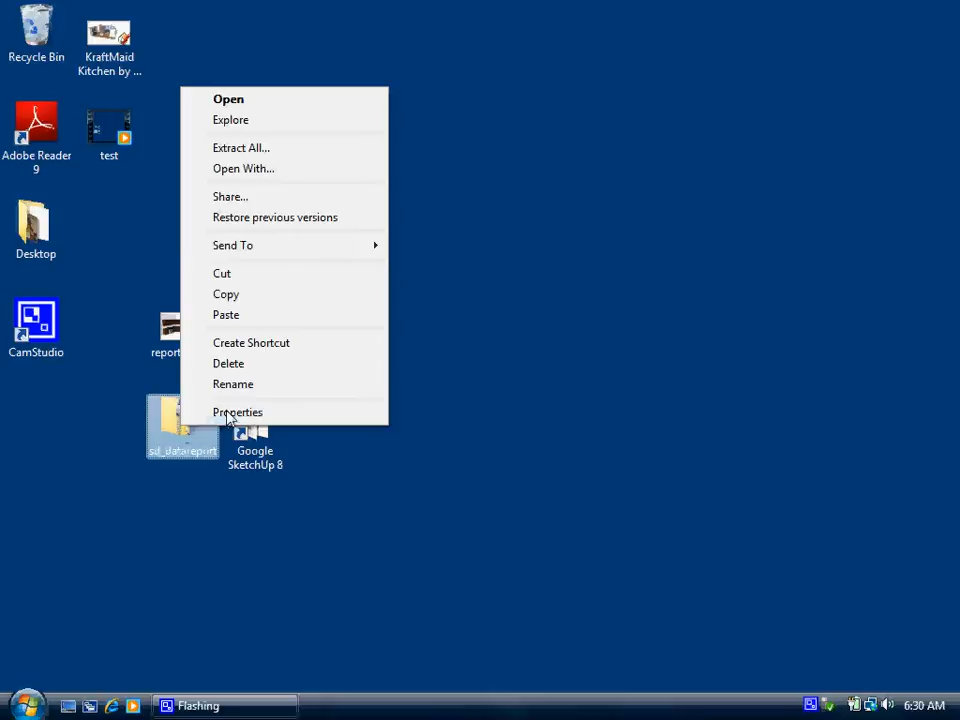 Recycle Bin
KraftMaid
Kitchen by ...
Adobe Reader
9
test
Desktop
CamStudio
report
sd_datareport
Google
SketchUp 8
Open
Explore
Extract All...
Open With...
Share...
Restore previous versions
Send To
Cut
Copy
Paste
Create Shortcut
Delete
Rename
Properties
Flashing
6:30 AM